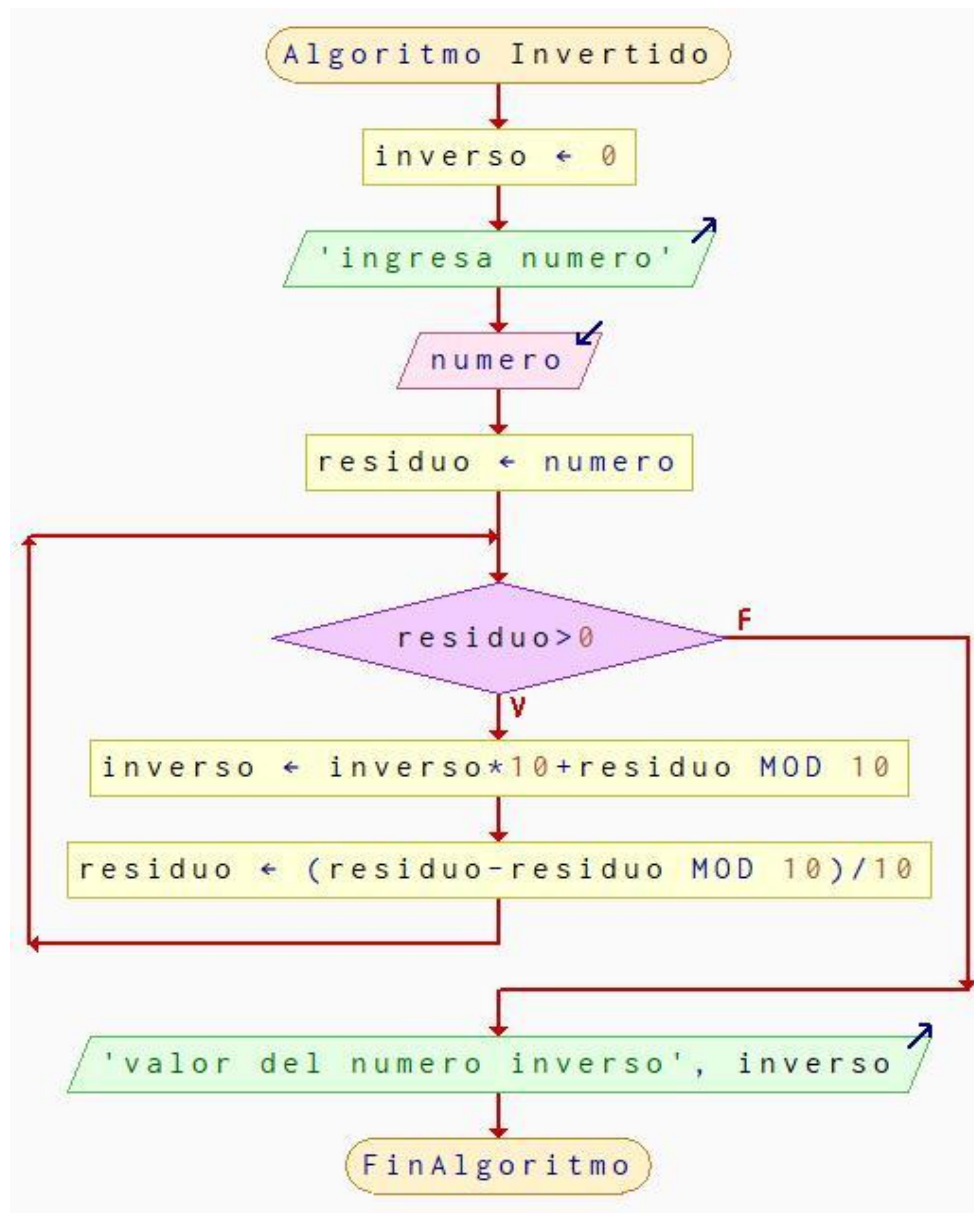 Algoritmo Invertido
inverso ← 0
'ingresa numero'
numero
residuo ← numero
residuo>0
F
V
inverso ← inverso*10+residuo MOD 10
residuo ← (residuo-residuo MOD 10)/10
'valor del numero inverso', inverso
FinAlgoritmo